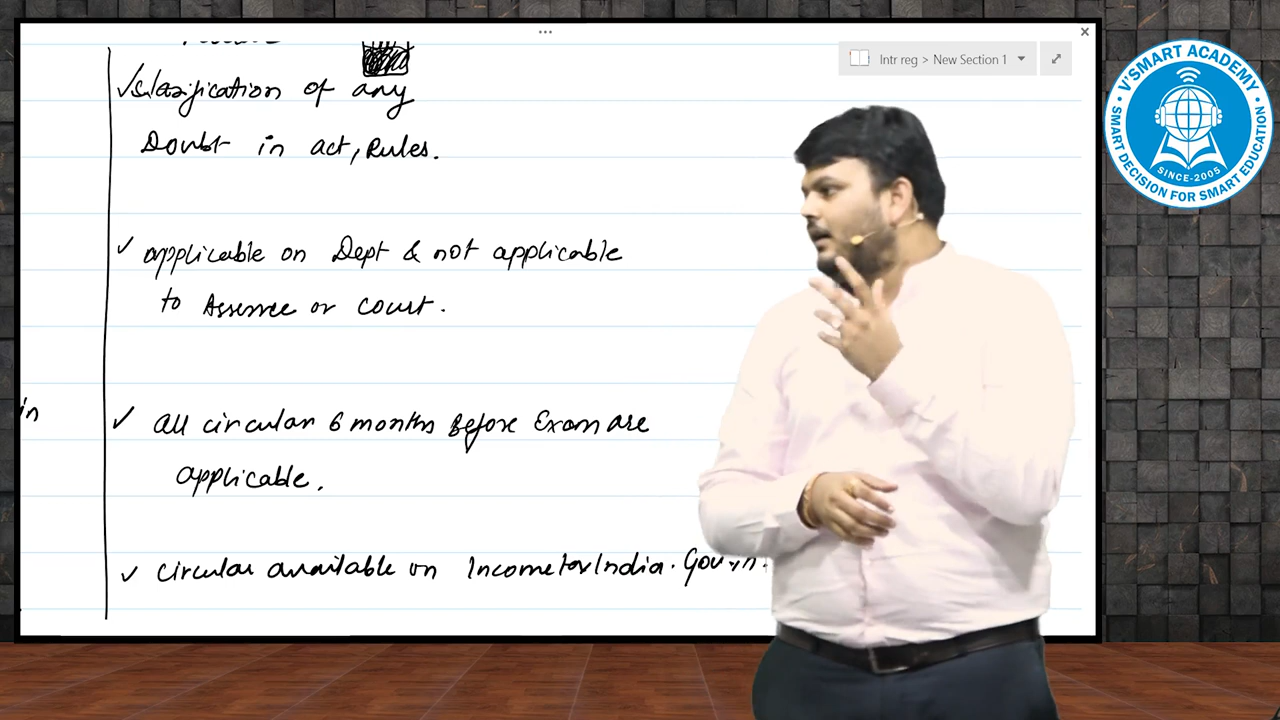 Intr reg > New Section 1
✓ Clarification of any
Doubt in act, Rules.
✓ applicable on Dept & not applicable
to Assessee or court.
in
✓ All circular 6 months before Exam are
applicable.
✓ circular available on IncometaxIndia.Gov.in.
V'SMART ACADEMY
SINCE-2005
• SMART DECISION FOR SMART EDUCATION •